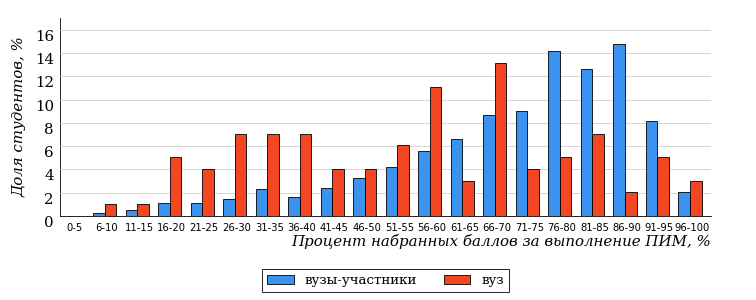 Доля студентов, %
16
14
12
10
8
6
4
2
0
0-5 6-10 11-15 16-20 21-25 26-30 31-35 36-40 41-45 46-50 51-55 56-60 61-65 66-70 71-75 76-80 81-85 86-90 91-95 96-100
Процент набранных баллов за выполнение ПИМ, %
вузы-участники вуз